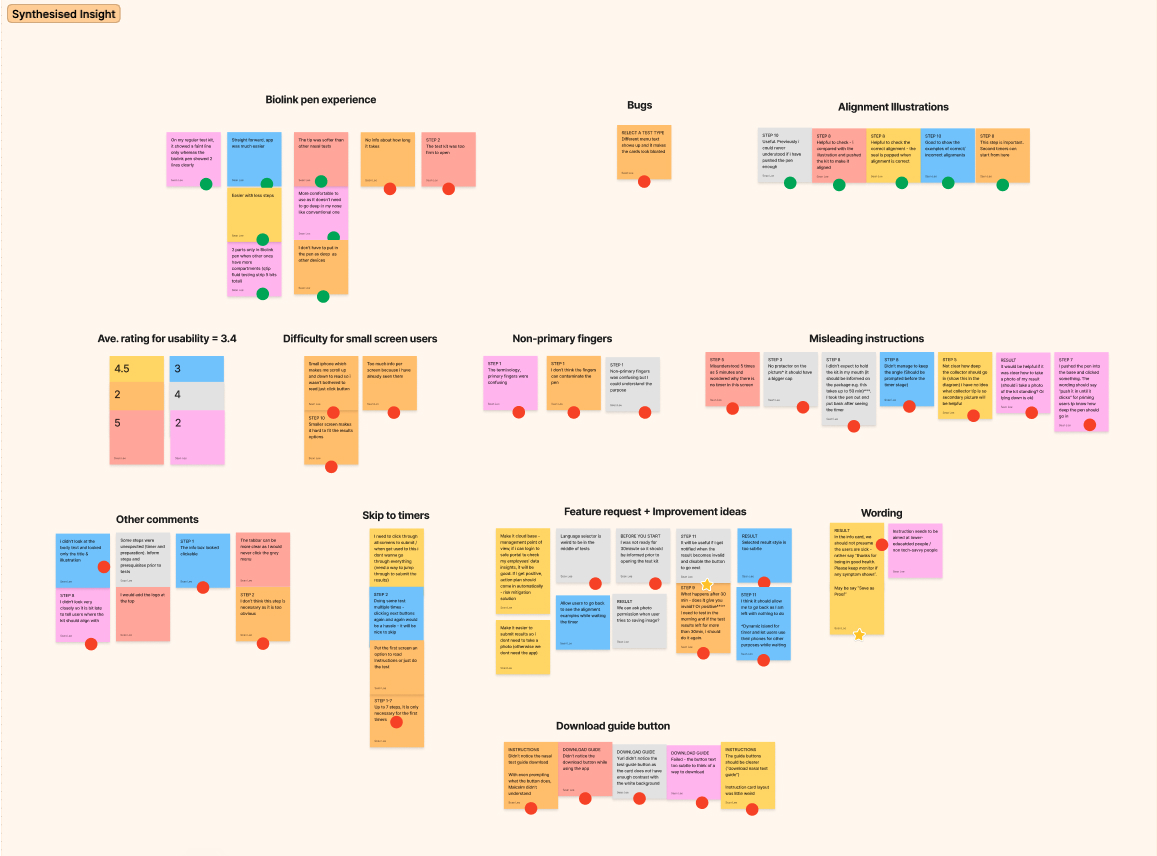 Synthesised Insight
Biolink pen experience
On my regular test kit,
it showed a faint line
only whereas the
biolink pen showed 2
lines clearly
Straight forward, app
was much easier
The tip was softer than
other nasal tests
No info about how long
it takes
STEP 2
The test kit was too
firm to open
Easier with less steps
More comfortable to
use as it doesn't need
to go deep in my nose
like conventional one
3 parts only in Biolink
pen when other ones
have more
compartments
fluid testing strip 5 bits
total)
I don't have to put in
the pen as deep as
other devices
Bugs
SELECT A TEST TYPE
Different menu text
shows up and it makes
the cards look bloated
Alignment Illustrations
STEP 10
Useful. Previously I
could never
understood if I have
pushed the pen
enough
STEP 8
Helpful to check - I
compared with the
illustration and pushed
the kit to make it
aligned
STEP 8
Helpful to check the
correct alignment - the
seal is popped when
alignment is correct
STEP 10
Good to show the
examples of correct/
incorrect alignments
STEP 8
This step is important.
Second timers can
start from here
Ave. rating for usability = 3.4
4.5
3
2
4
5
2
Difficulty for small screen users
Small phone which
makes me scroll up
and down to read so I
wasn't bothered to
read just click button
Too much info per
screen because I have
already seen them
STEP 10
Smaller screen makes
it hard to fit the results
options
Non-primary fingers
STEP 1
The terminology,
primary fingers were
confusing
STEP 1
I don't think the fingers
can contaminate the
pen
STEP 1
Non-primary fingers
was confusing but I
could understand the
purpose
Misleading instructions
STEP 5
Misunderstood 5 times
as 5 minutes and
wondered why there is
no timer in this screen
STEP 3
No protector on the
picture? It should have
a bigger cap
STEP 6
I didn't expect to hold
the kit in my mouth (It
should be informed on
the package e.g. this
takes up to 50 min)****.
I took the pen out and
put back after seeing
the timer
STEP 6
Didn't manage to keep
the angle (Should be
prompted before the
timer stage)
STEP 5
Not clear how deep
the collector should go
in (show this in the
diagram) I have no idea
what collector tip is so
secondary picture will
be helpful
RESULT
It would be helpful if it
was clear how to take
a photo of my result
(should I take a photo
of the kit standing? Or
lying down is ok)
STEP 7
I pushed the pen into
the base and clicked
something. The
wording should say
"push it in until it
clicks" for primary
users to know how
deep the pen should
go in
Other comments
I didn't look at the
body text and looked
only the title &
illustration
Some steps were
unexpected (timer and
preparation). Inform
steps and
prerequisite prior to
tests
STEP 1
The info box looked
clickable
The tabbar can be
more clear as I would
never click the grey
menu
STEP 8
I didn't look very
closely so it is bit late
to tell users where the
kit should align with
I would add the logo at
the top
STEP 2
I don't think this step is
necessary as it is too
obvious
Skip to timers
I need to click through
all screens to submit /
when got used to this I
don't wanna go
through everything
(need a way to jump
through to submit the
results)
STEP 2
Doing same test
multiple times -
clicking next buttons
again and again would
be a hassle - it will be
nice to skip
Put the first screen an
option to read
instructions or just do
the test
STEP 1-7
Up to 7 steps, it is only
necessary for the first
timers
Feature request + Improvement ideas
Make it cloud base -
management point of
view, if I can login to
web portal to check
my employees' data
insights, it will be
good. If I get positive,
action plan should
come in automatically
- risk mitigation
solution
Language selector is
weird to be in the
middle of tests
BEFORE YOU START
I was not ready for
30minute so it should
be informed prior to
sparing the test kit
STEP 11
It will be useful if I get
notified when the
result becomes invalid
and disable the button
to go next
RESULT
Selected result style is
too subtle
Make it easier to
submit results so I
dont need to take a
photo (otherwise we
dont need the app)
Allow users to go back
to see the alignment
examples while waiting
the timer
RESULT
We can ask photo
permission when user
tries to saving image?
STEP 9
What happens after 30
min - does it give you
invalid? Or positive****
I need to test in the
morning and if the test
results left for more
than 30min, I should
do it again.
STEP 11
I think it should allow
me to go back as I am
left with nothing to do
*Dynamic island for
timer and let users use
their phones for other
purposes while waiting
Wording
RESULT
In the info card, we
should not presume
the users are sick -
rather say "thanks for
being in good health.
Please keep monitor if
any symptom shows".
May be say "Save as
Proof"
Instruction needs to be
aimed at lower-
educated people /
non tech-savvy people
Download guide button
INSTRUCTIONS
Didn't notice the nasal
test guide download
With even prompting
what the button does,
Malcolm didn't
understand
DOWNLOAD GUIDE
Didn't notice the
download button while
using the app
DOWNLOAD GUIDE
Yuri didn't notice the
test guide button as
the card does not have
enough contrast with
the white background
DOWNLOAD GUIDE
Failed - the button text
too subtle to think of a
way to download
INSTRUCTIONS
The guide buttons
should be clearer
("download nasal test
guide")
Instruction card layout
was little weird